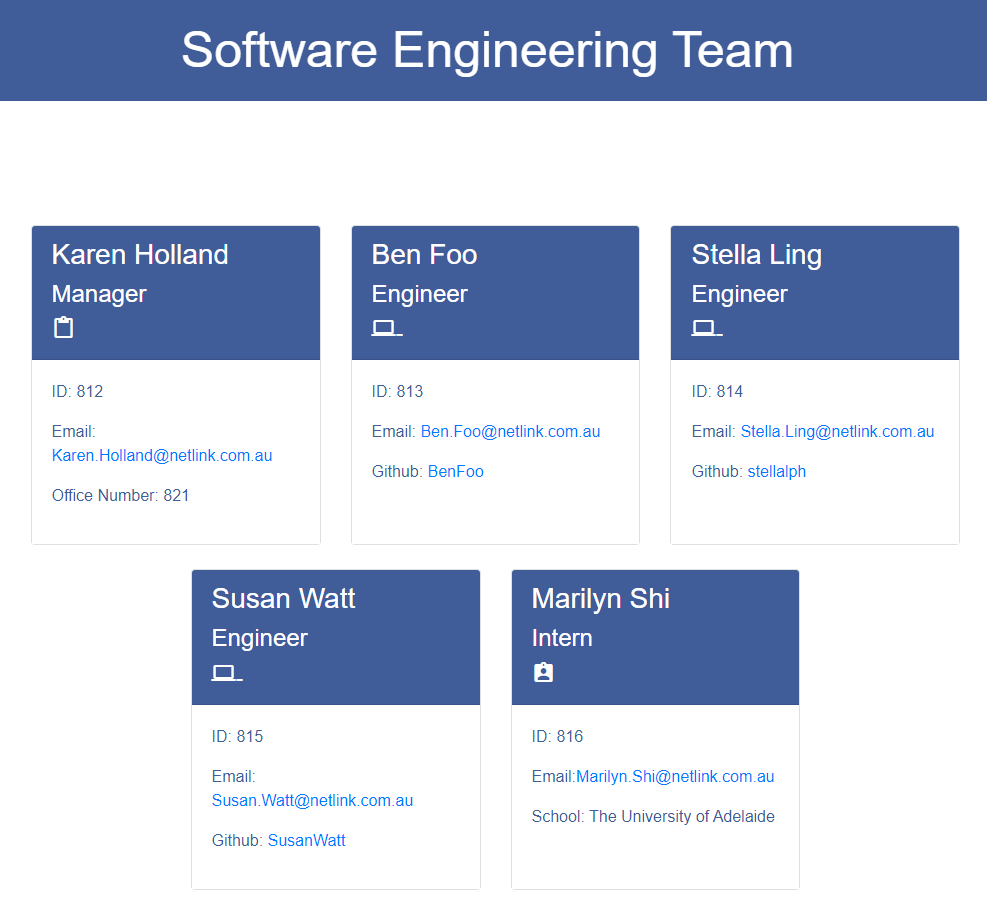 Software Engineering Team
Karen Holland
Manager
ID: 812
Email:
Karen.Holland@netlink.com.au
Office Number: 821
Ben Foo
Engineer
ID: 813
Email: Ben.Foo@netlink.com.au
Github: BenFoo
Stella Ling
Engineer
ID: 814
Email: Stella.Ling@netlink.com.au
Github: stellalph
Susan Watt
Engineer
ID: 815
Email:
Susan.Watt@netlink.com.au
Github: SusanWatt
Marilyn Shi
Intern
ID: 816
Email:Marilyn.Shi@netlink.com.au
School: The University of Adelaide